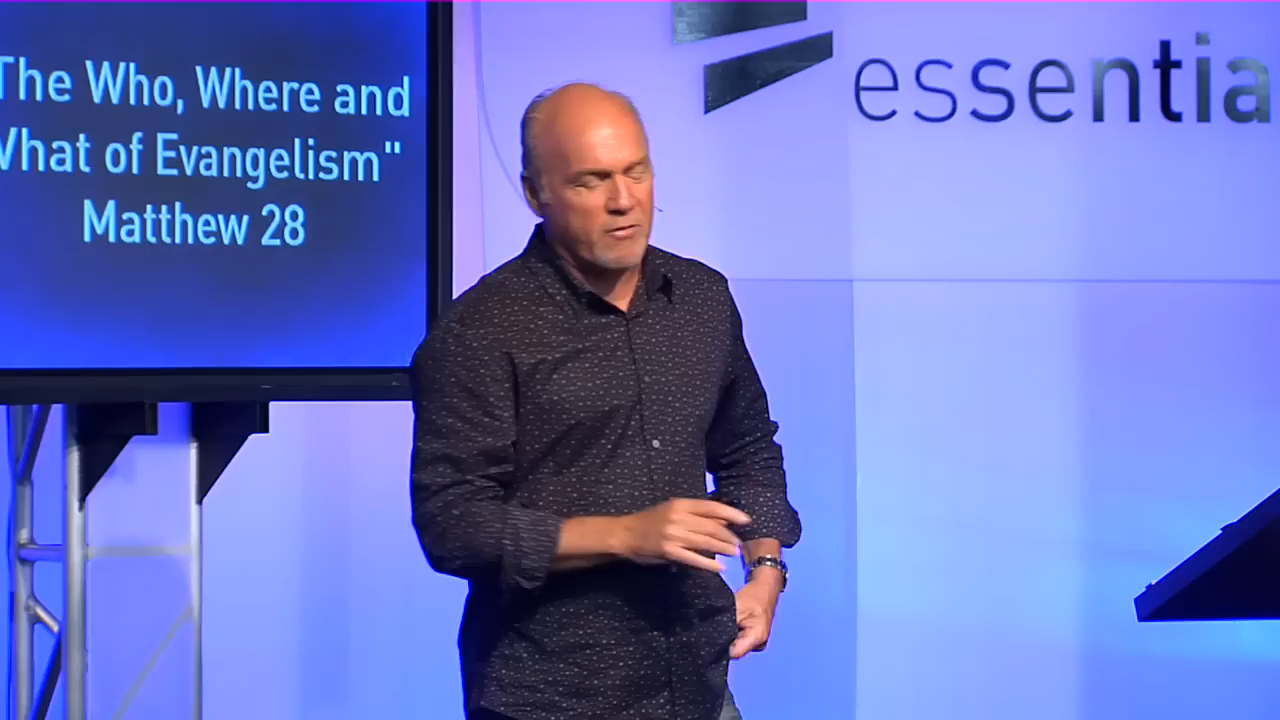 The Who, Where and
What of Evangelism"
Matthew 28
essentia